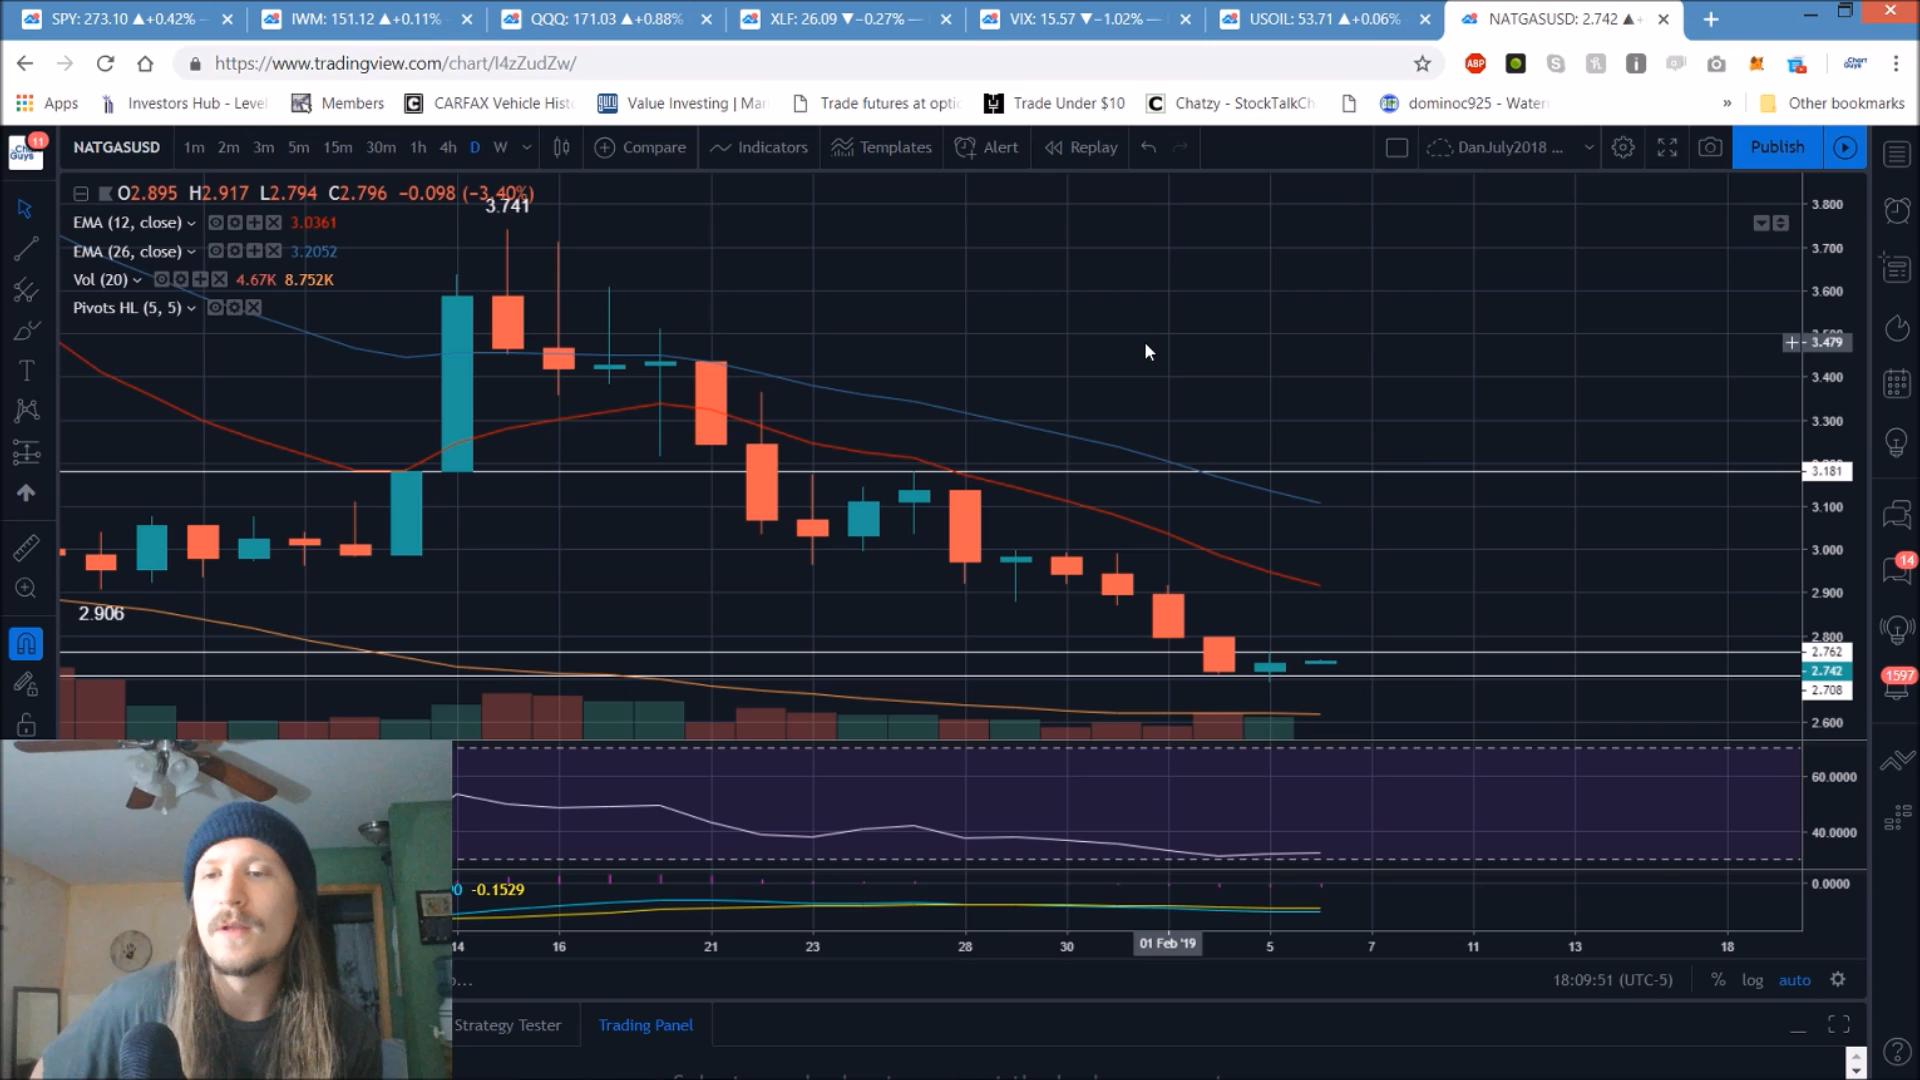 SPY: 273.10 ▲+0.42% —
IWM: 151.12 ▲+0.11% —
QQQ: 171.03 ▲+0.88% —
XLF: 26.09 ▼−0.27% —
VIX: 15.57 ▼−1.02% —
USOIL: 53.71 ▲+0.06%
NATGASUSD: 2.742 ▲+
https://www.tradingview.com/chart/I4zZudZw/
ABP
Apps
Investors Hub - Level
Members
CARFAX Vehicle Histo
guru
Value Investing | Mar
Trade futures at optio
Trade Under $10
Chatzy - StockTalkCh
dominoc925 - Water
»
Other bookmarks
11
NATGASUSD
1m 2m 3m 5m 15m 30m 1h 4h D W
Compare
Indicators
Templates
Alert
Replay
DanJuly2018 ...
Publish
O2.895 H2.917 L2.794 C2.796 −0.098 (−3.40%)
EMA (12, close) 3.0361
EMA (26, close) 3.2052
Vol (20) 4.67K 8.752K
Pivots HL (5, 5)
3.741
2.906
3.800
3.700
3.600
3.479
3.400
3.300
3.181
3.100
3.000
2.900
2.800
2.762
2.742
2.708
2.600
60.0000
40.0000
0 -0.1529
0.0000
14
16
21
23
28
30
01 Feb '19
5
7
11
13
18
14
1597
o...
18:09:51 (UTC-5)
%
log
auto
Strategy Tester
Trading Panel